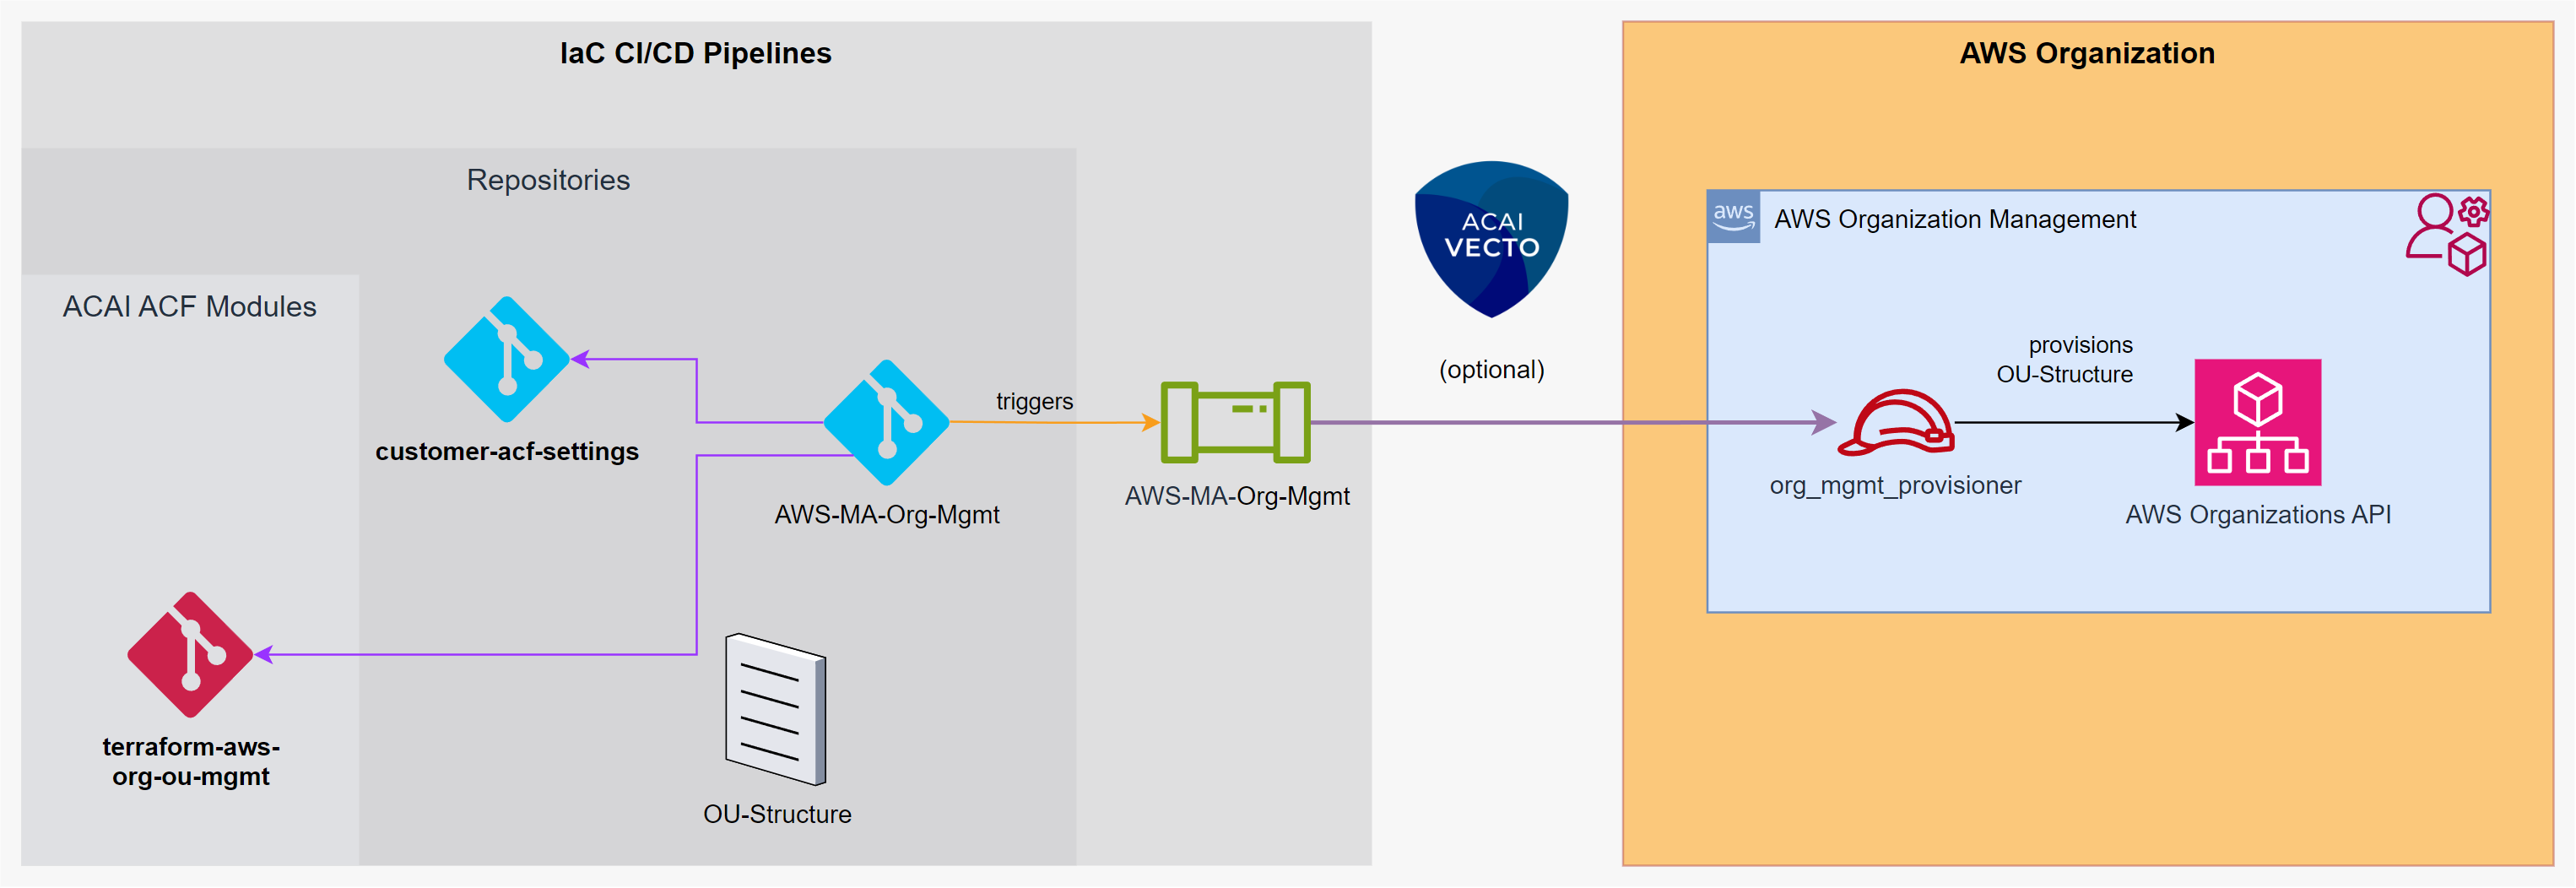 IaC CI/CD Pipelines
Repositories
ACAI ACF Modules
customer-acf-settings
AWS-MA-Org-Mgmt
terraform-aws-
org-ou-mgmt
OU-Structure
triggers
AWS-MA-Org-Mgmt
ACAI
VECTO
(optional)
AWS Organization
aws
AWS Organization Management
org_mgmt_provisioner
provisions
OU-Structure
AWS Organizations API